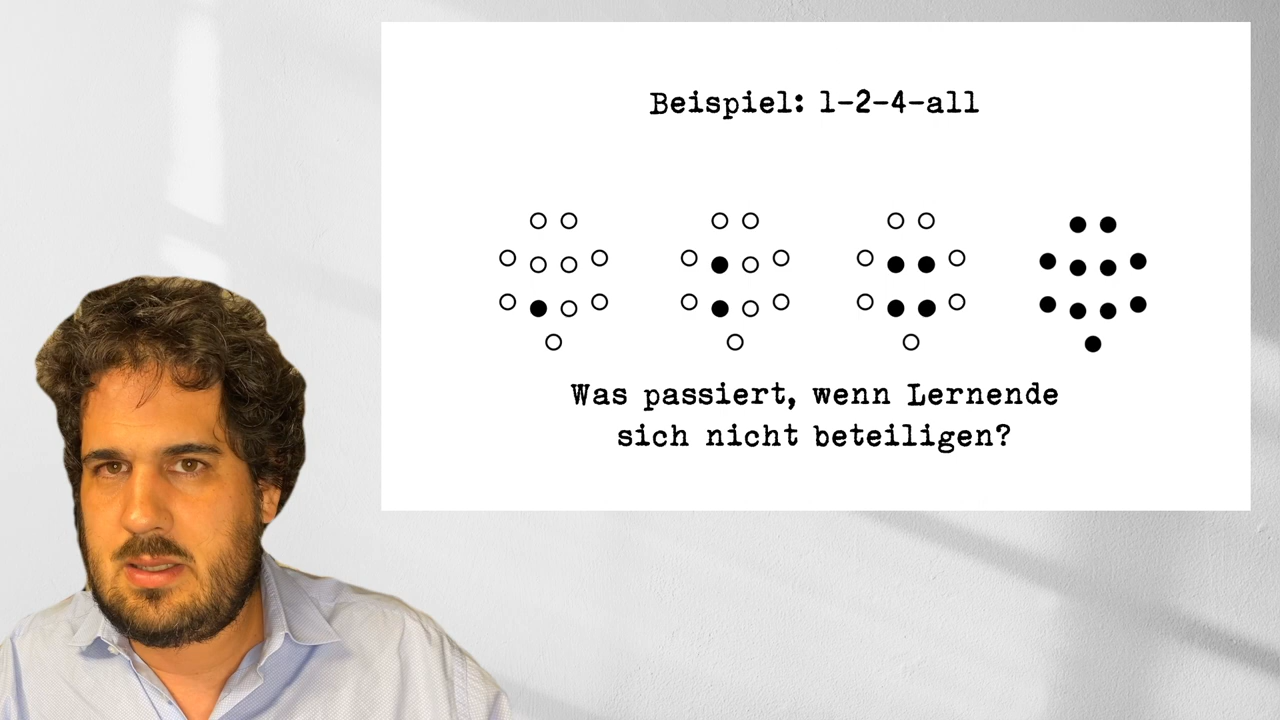 Beispiel: 1-2-4-all
Was passiert, wenn Lernende
sich nicht beteiligen?